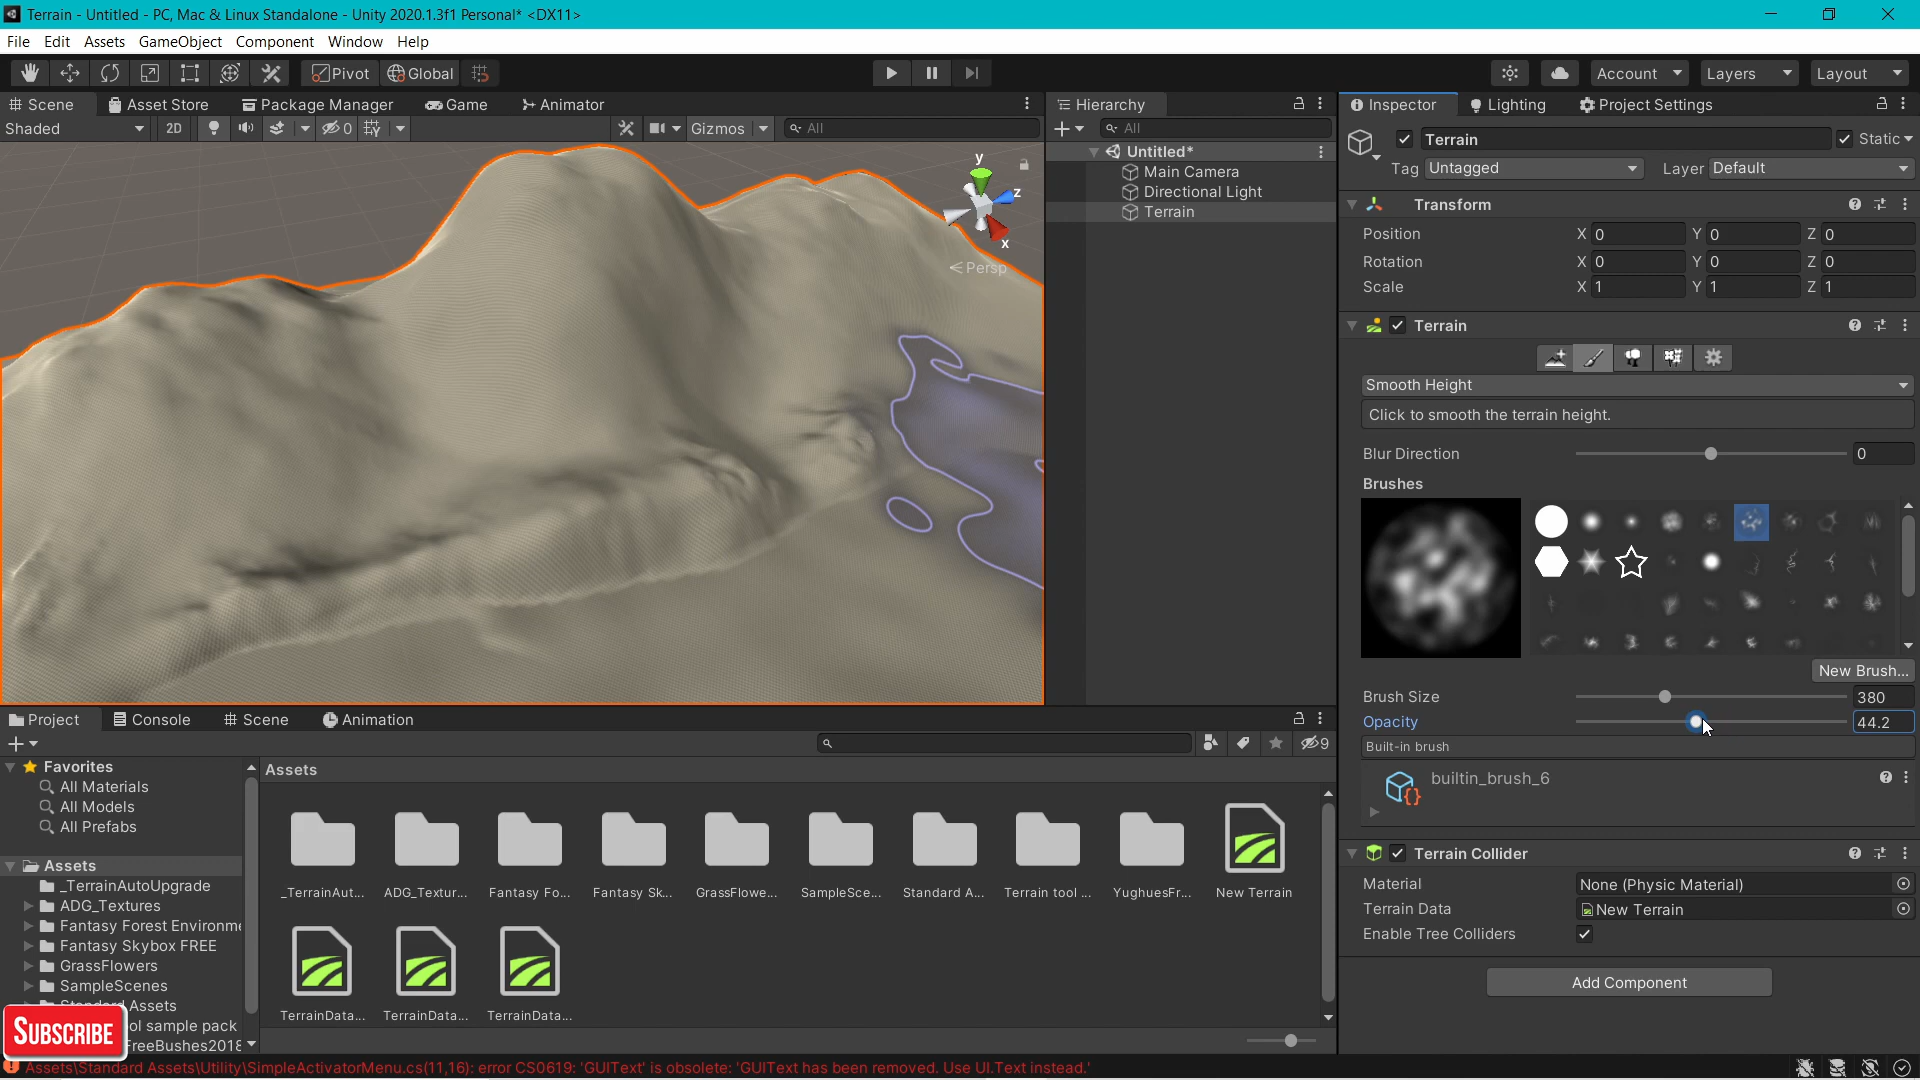 Terrain - Untitled - PC, Mac & Linux Standalone - Unity 2020.1.3f1 Personal* <DX11>
File Edit Assets GameObject Component Window Help
Pivot Global Account Layers Layout
Scene Asset Store Package Manager Game Animator
Shaded 2D 0 Gizmos All
y
z
x
Persp
Hierarchy
All
Untitled*
Main Camera
Directional Light
Terrain
Inspector Lighting Project Settings
Terrain Static
Tag Untagged Layer Default
Transform
Position X 0 Y 0 Z 0
Rotation X 0 Y 0 Z 0
Scale X 1 Y 1 Z 1
Terrain
Smooth Height
Click to smooth the terrain height.
Blur Direction 0
Brushes
New Brush...
Brush Size 380
Opacity 44.2
Built-in brush
builtin_brush_6
Terrain Collider
Material None (Physic Material)
Terrain Data New Terrain
Enable Tree Colliders
Add Component
Project Console Scene Animation
9
Favorites
All Materials
All Models
All Prefabs
Assets
_TerrainAutoUpgrade
ADG_Textures
Fantasy Forest Environme
Fantasy Skybox FREE
GrassFlowers
SampleScenes
Standard Assets
ol sample pack
FreeBushes2018
SUBSCRIBE
Assets
_TerrainAut... ADG_Textur... Fantasy Fo... Fantasy Sk... GrassFlowe... SampleSce... Standard A... Terrain tool ... YughuesFr... New Terrain
TerrainData... TerrainData... TerrainData...
Assets\Standard Assets\Utility\SimpleActivatorMenu.cs(11,16): error CS0619: 'GUIText' is obsolete: 'GUIText has been removed. Use UI.Text instead.'